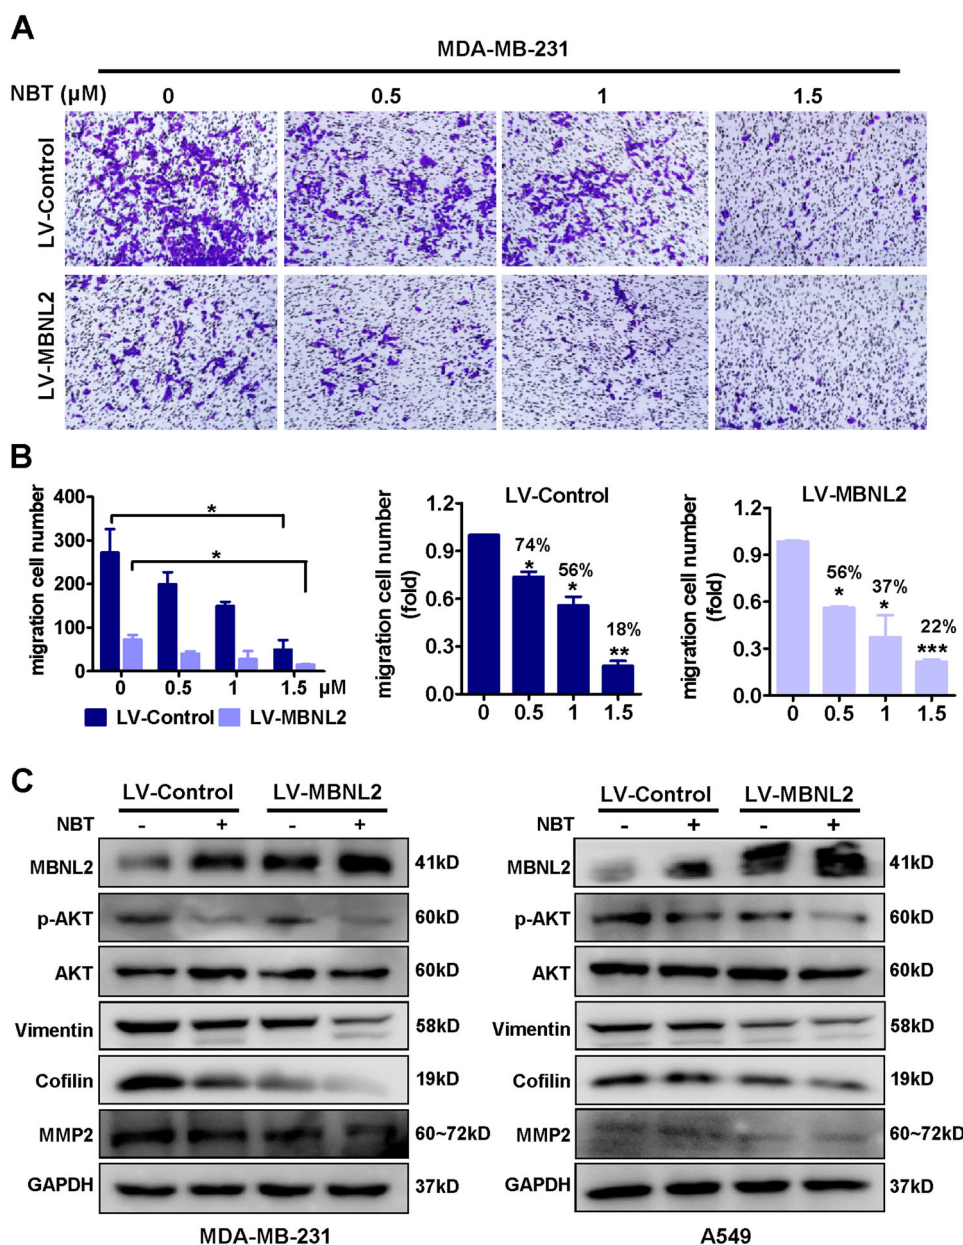 A
MDA-MB-231
NBT (μM) 0 0.5 1 1.5
LV-Control
LV-MBNL2
B
migration cell number
400
300
200
100
0
* *
0 0.5 1 1.5 μM
LV-Control LV-MBNL2
LV-Control
migration cell number
(fold)
1.2
0.9
0.6
0.3
0.0
74% 56% 18%
* * **
0 0.5 1 1.5
LV-MBNL2
migration cell number
(fold)
1.2
0.9
0.6
0.3
0.0
56% 37% 22%
* * ***
0 0.5 1 1.5
C
LV-Control LV-MBNL2
NBT - + - +
MBNL2 41kD
p-AKT 60kD
AKT 60kD
Vimentin 58kD
Cofilin 19kD
MMP2 60~72kD
GAPDH 37kD
MDA-MB-231
LV-Control LV-MBNL2
NBT - + - +
MBNL2 41kD
p-AKT 60kD
AKT 60kD
Vimentin 58kD
Cofilin 19kD
MMP2 60~72kD
GAPDH 37kD
A549